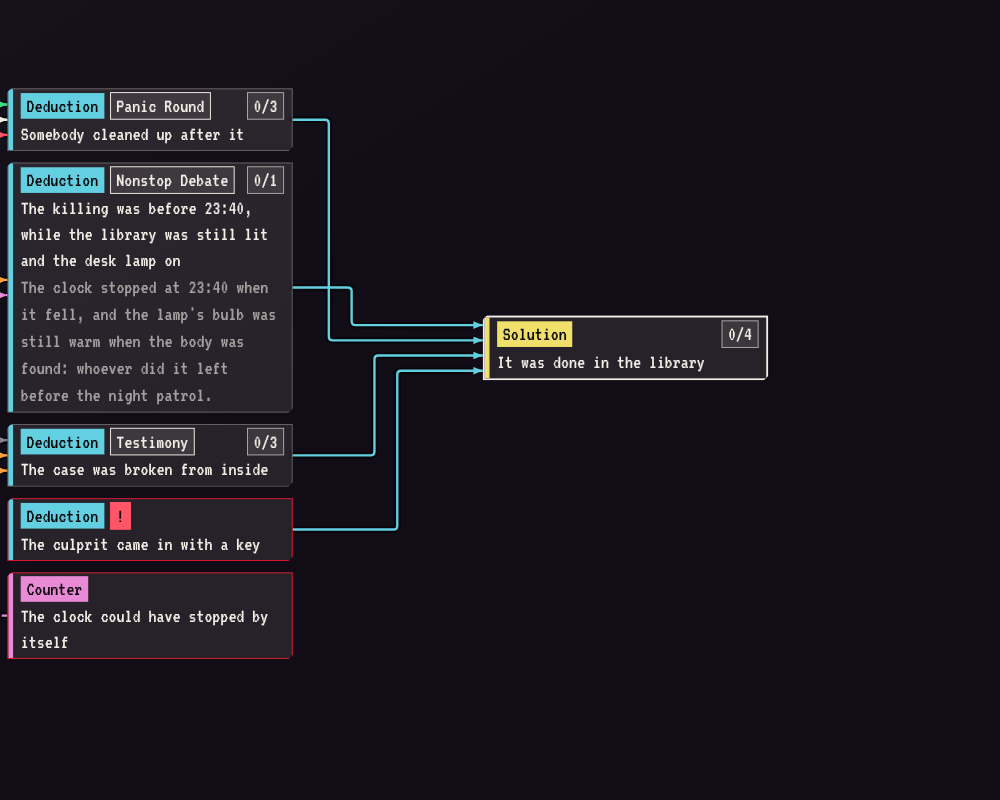 Deduction Panic Round 0/3
Somebody cleaned up after it
Deduction Nonstop Debate 0/1
The killing was before 23:40,
while the library was still lit
and the desk lamp on
The clock stopped at 23:40 when
it fell, and the lamp's bulb was
still warm when the body was
found: whoever did it left
before the night patrol.
Solution 0/4
It was done in the library
Deduction Testimony 0/3
The case was broken from inside
Deduction !
The culprit came in with a key
Counter
The clock could have stopped by
itself